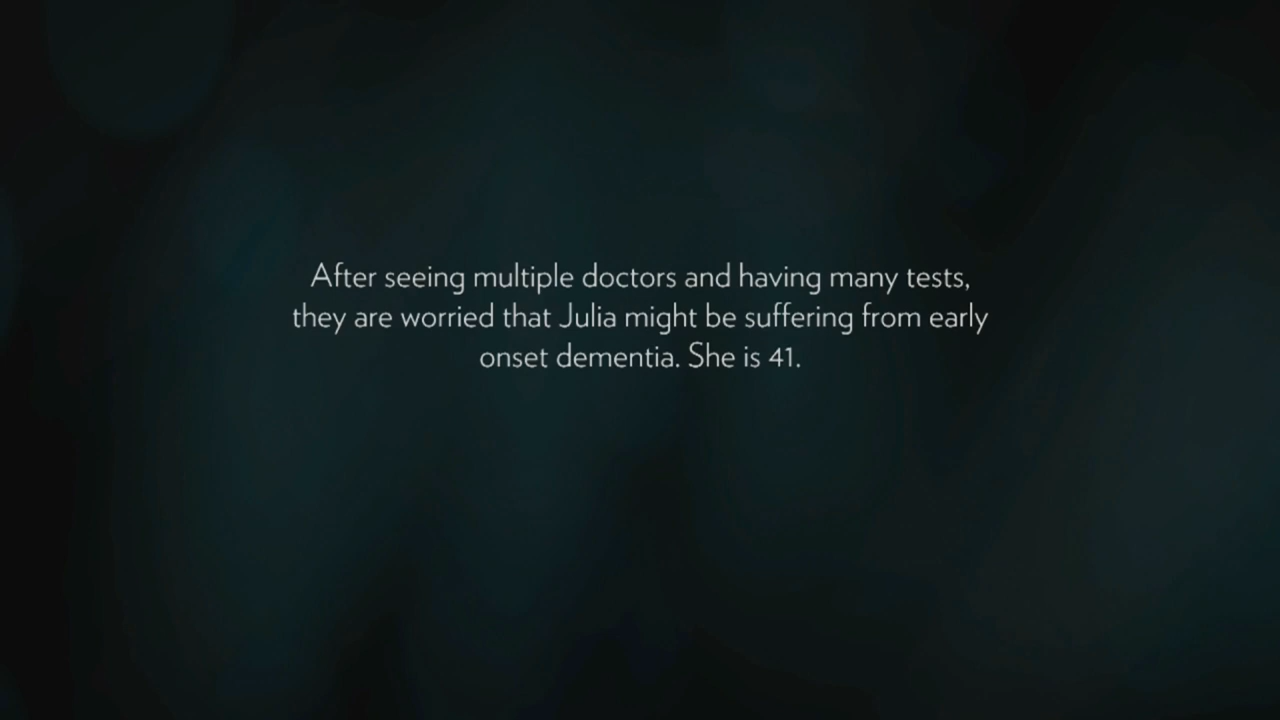 After seeing multiple doctors and having many tests,
they are worried that Julia might be suffering from early
onset dementia. She is 41.